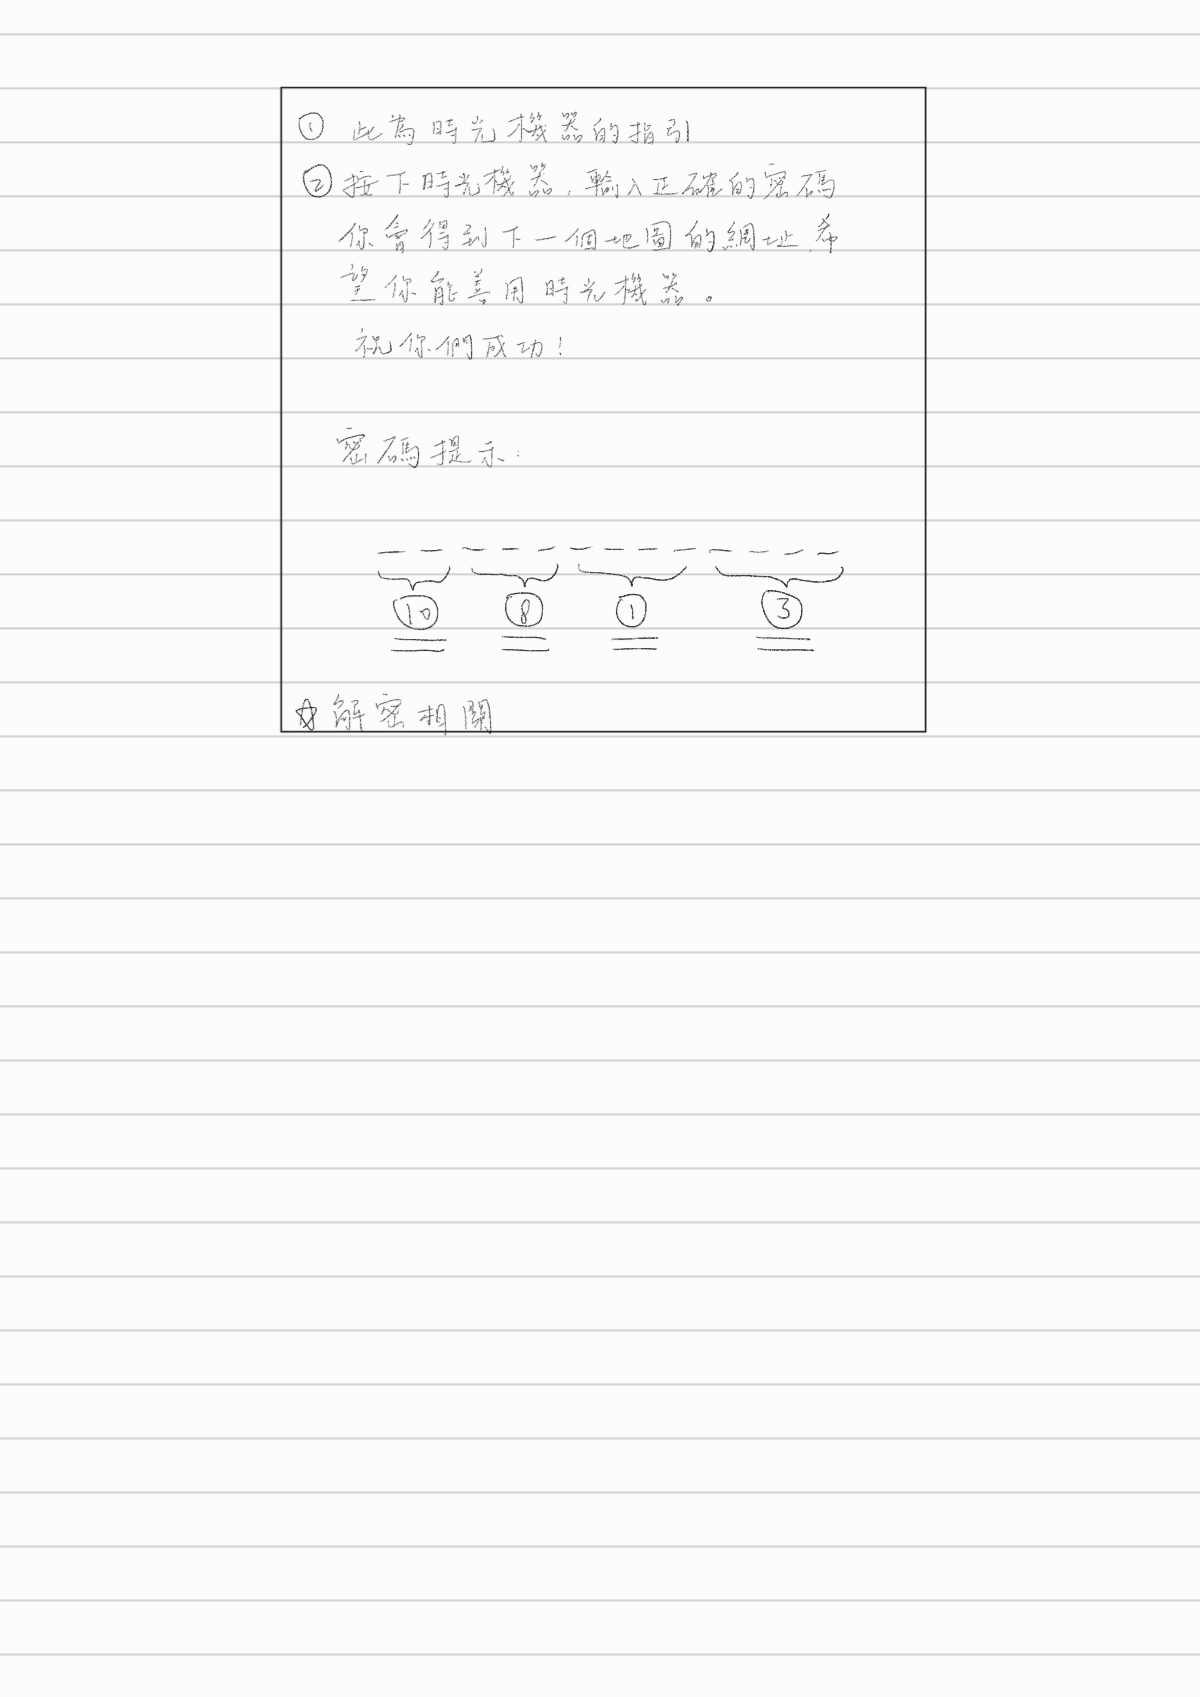 ① 此為時光機器的指引
② 按下時光機器,輸入正確的密碼
你會得到下一個地圖的網址.希
望你能善用時光機器。
祝你們成功!
密碼提示:
_ _ _ _ _ _ _ _ _ _ _ _ _
⑩ ⑧ ① ③
☆解密相關